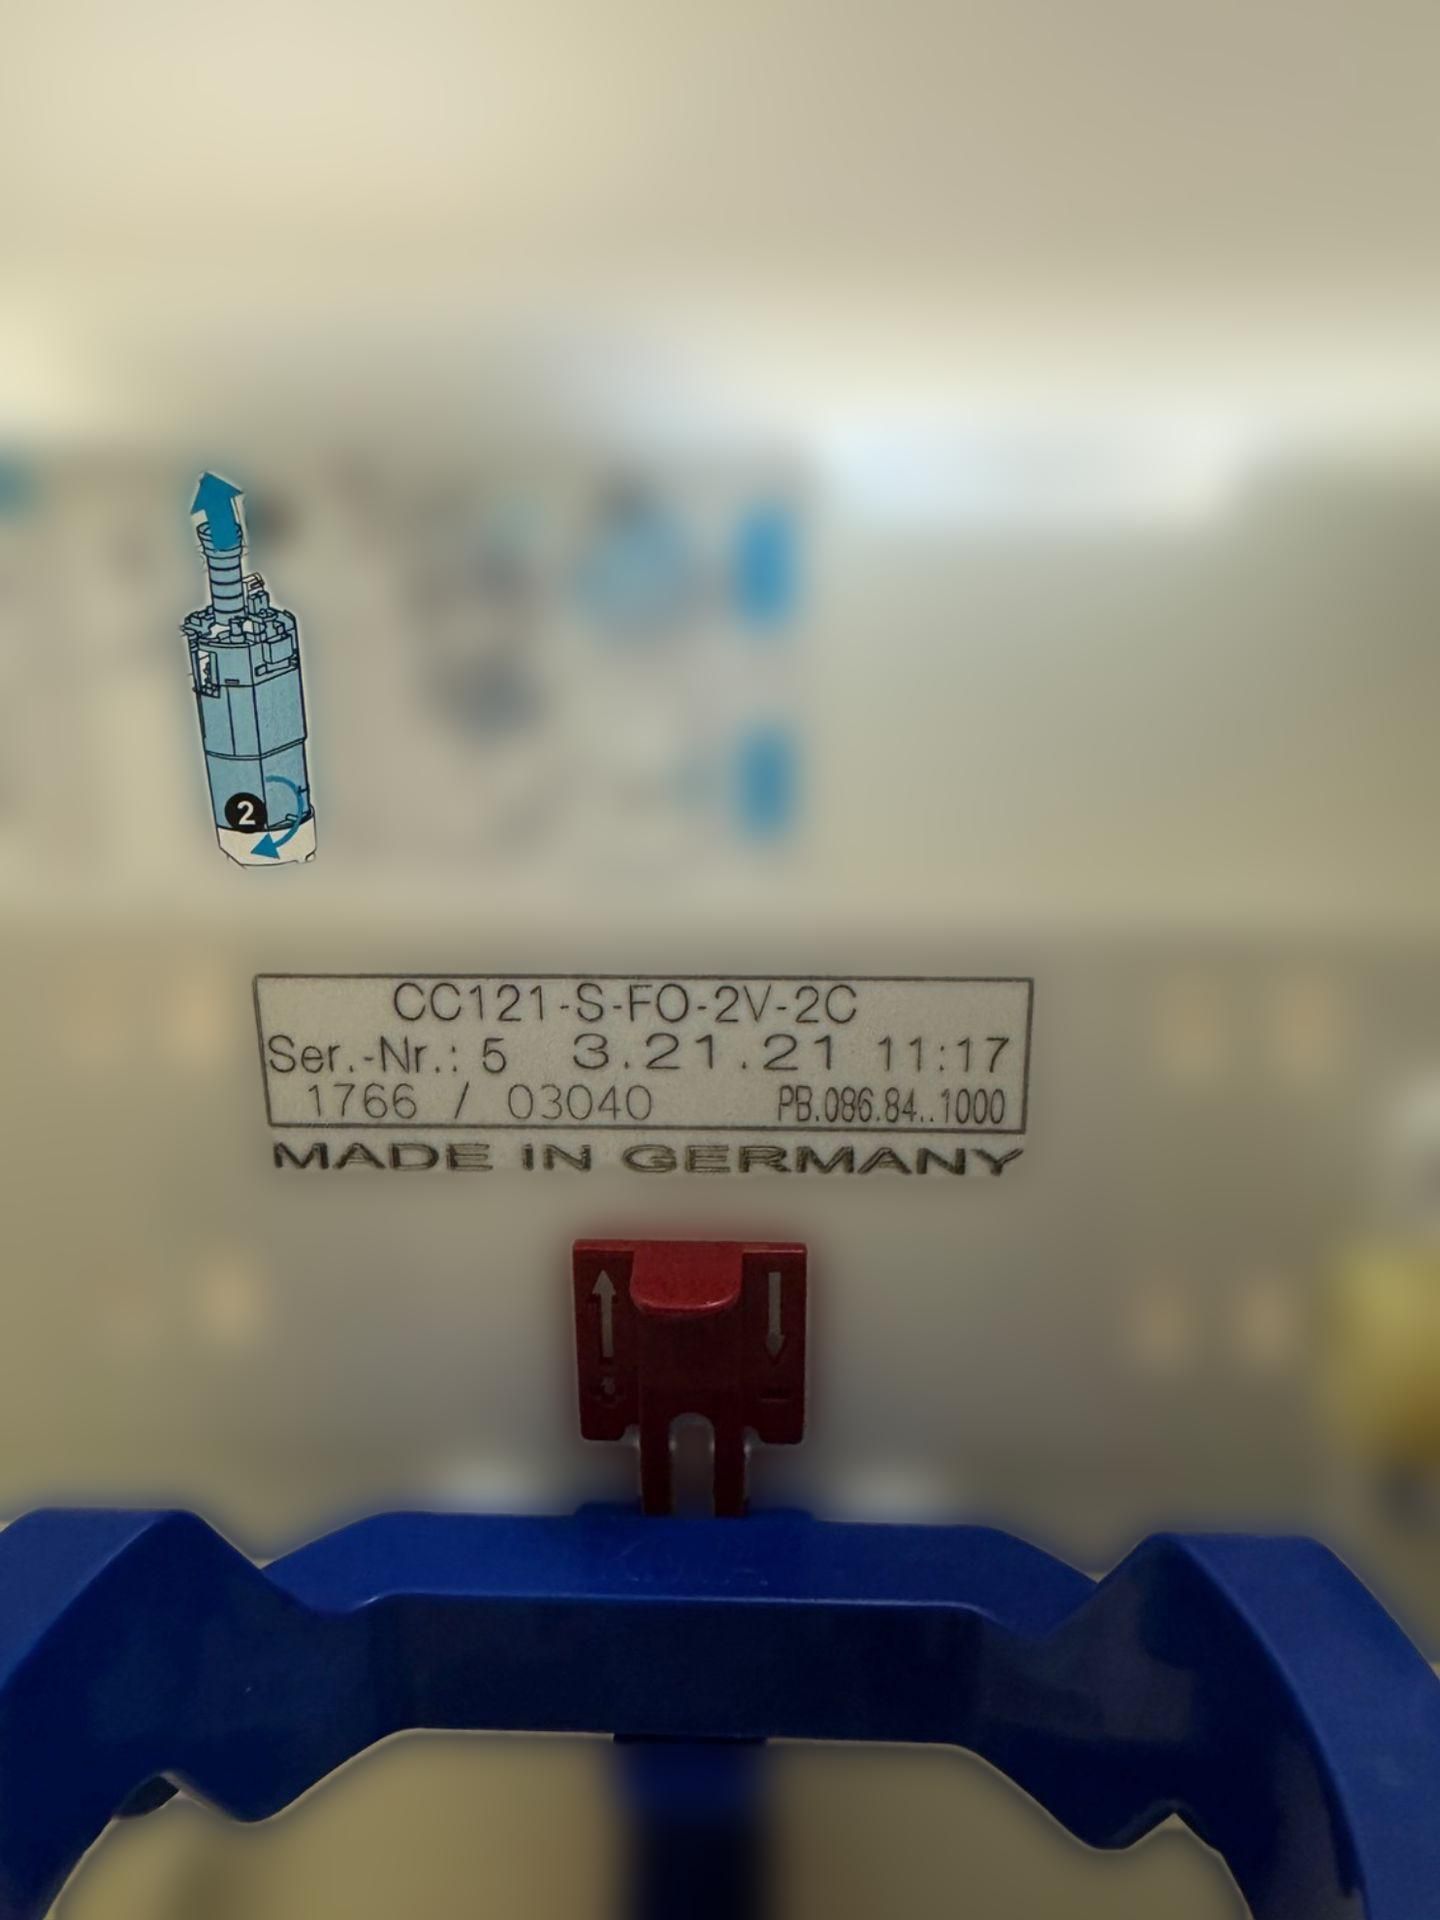 2
CC121-S-FO-2V-2C
Ser.-Nr.: 5 3.21.21 11:17
1766 / 03040 PB.086.84..1000
MADE IN GERMANY
+
-